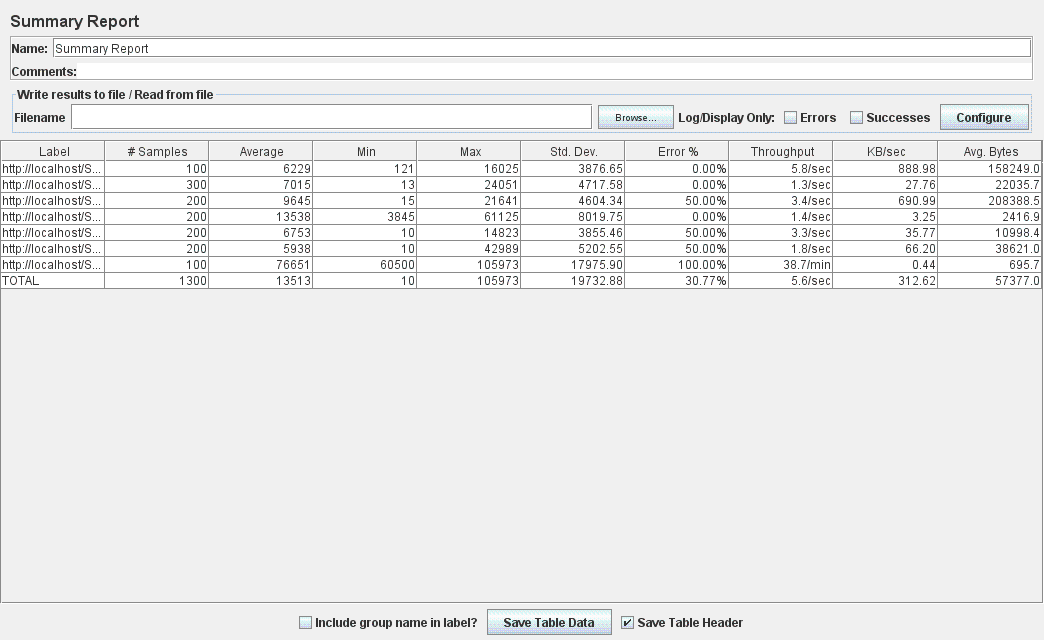 Summary Report
Name: Summary Report
Comments:
Write results to file / Read from file
Filename Browse... Log/Display Only: Errors Successes Configure
Label # Samples Average Min Max Std. Dev. Error % Throughput KB/sec Avg. Bytes
http://localhost/S... 100 6229 121 16025 3876.65 0.00% 5.8/sec 888.98 158249.0
http://localhost/S... 300 7015 13 24051 4717.58 0.00% 1.3/sec 27.76 22035.7
http://localhost/S... 200 9645 15 21641 4604.34 50.00% 3.4/sec 690.99 208388.5
http://localhost/S... 200 13538 3845 61125 8019.75 0.00% 1.4/sec 3.25 2416.9
http://localhost/S... 200 6753 10 14823 3855.46 50.00% 3.3/sec 35.77 10998.4
http://localhost/S... 200 5938 10 42989 5202.55 50.00% 1.8/sec 66.20 38621.0
http://localhost/S... 100 76651 60500 105973 17975.90 100.00% 38.7/min 0.44 695.7
TOTAL 1300 13513 10 105973 19732.88 30.77% 5.6/sec 312.62 57377.0
Include group name in label? Save Table Data Save Table Header